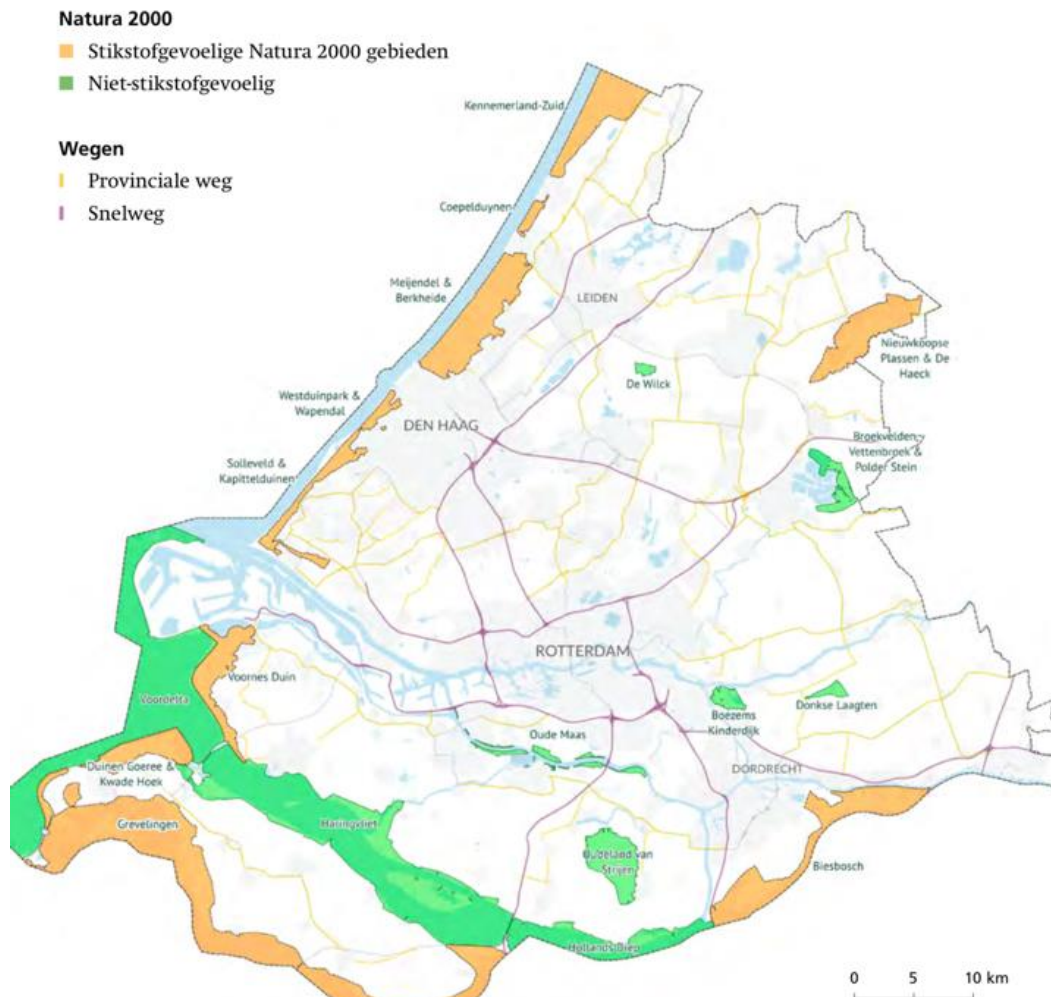 Natura 2000
Stikstofgevoelige Natura 2000 gebieden
Niet-stikstofgevoelig
Wegen
Provinciale weg
Snelweg
Kennemerland-Zuid
Coepelduynen
Meijendel &
Berkheide
LEIDEN
Nieuwkoopse
Plassen & De
Haeck
De Wilck
Westduinpark &
Wapendal
DEN HAAG
Broekvelden,
Vettenbroek &
Polder Stein
Solleveld &
Kapittelduinen
ROTTERDAM
Voornes Duin
Voordelta
Boezems
Kinderdijk
Donkse Laagten
Oude Maas
Duinen Goeree &
Kwade Hoek
DORDRECHT
Grevelingen
Haringvliet
Oudeland van
Strijen
Biesbosch
Hollands Diep
0 5 10 km